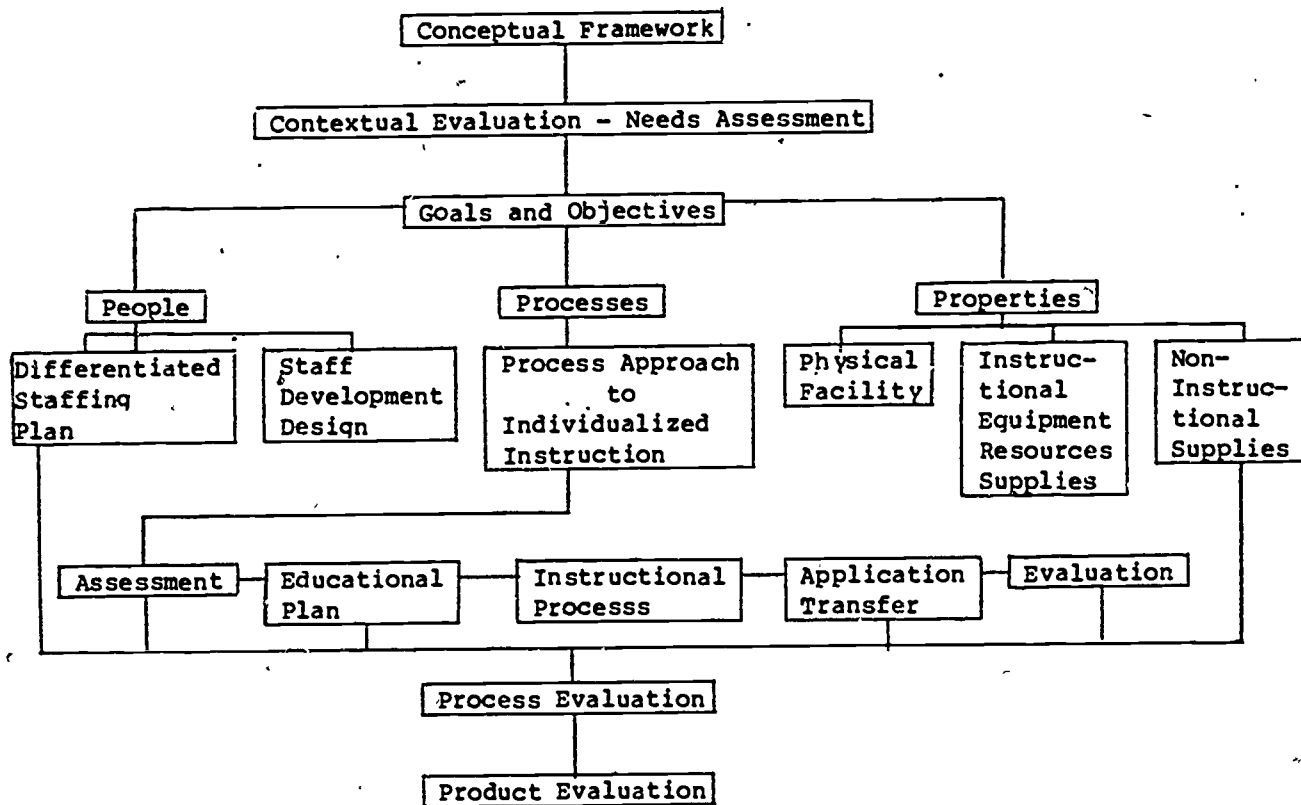 Conceptual Framework
Contextual Evaluation - Needs Assessment
Goals and Objectives
People
Processes
Properties
Differentiated
Staffing
Plan
Staff
Development
Design
Process Approach
to
Individualized
Instruction
Physical
Facility
Instruc-
tional
Equipment
Resources
Supplies
Non-
Instruc-
tional
Supplies
Assessment
Educational
Plan
Instructional
Processs
Application
Transfer
Evaluation
Process Evaluation
Product Evaluation